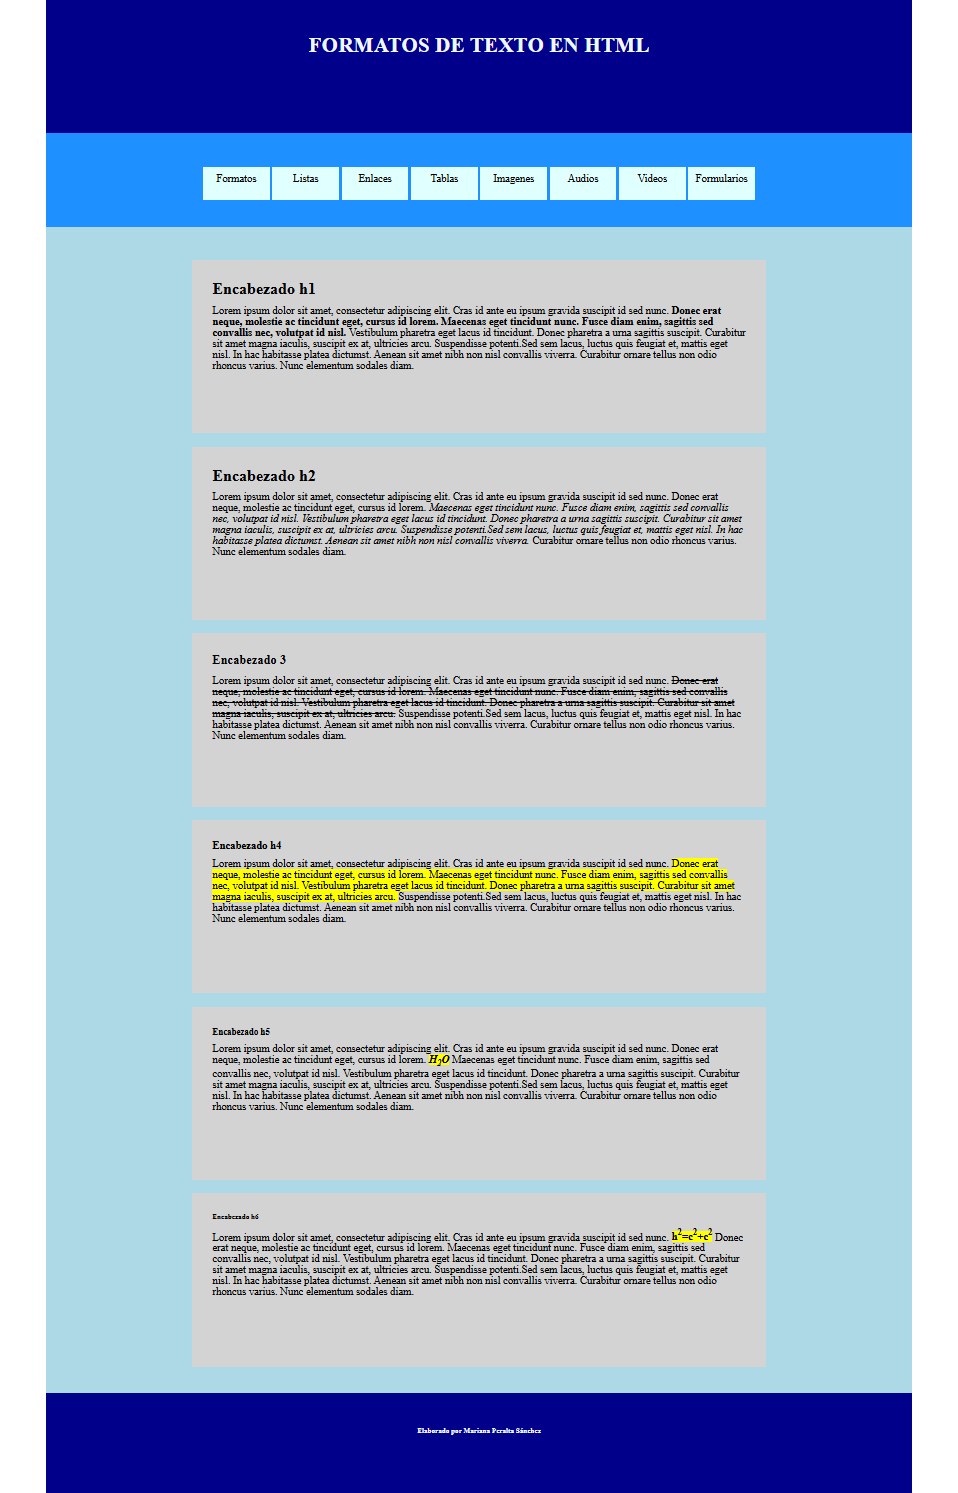 FORMATOS DE TEXTO EN HTML
Formatos Listas Enlaces Tablas Imagenes Audios Videos Formularios
Encabezado h1
Lorem ipsum dolor sit amet, consectetur adipiscing elit. Cras id ante eu ipsum gravida suscipit id sed nunc. Donec erat
neque, molestie ac tincidunt eget, cursus id lorem. Maecenas eget tincidunt nunc. Fusce diam enim, sagittis sed
convallis nec, volutpat id nisl. Vestibulum pharetra eget lacus id tincidunt. Donec pharetra a urna sagittis suscipit. Curabitur
sit amet magna iaculis, suscipit ex at, ultricies arcu. Suspendisse potenti.Sed sem lacus, luctus quis feugiat et, mattis eget
nisl. In hac habitasse platea dictumst. Aenean sit amet nibh non nisl convallis viverra. Curabitur ornare tellus non odio
rhoncus varius. Nunc elementum sodales diam.
Encabezado h2
Lorem ipsum dolor sit amet, consectetur adipiscing elit. Cras id ante eu ipsum gravida suscipit id sed nunc. Donec erat
neque, molestie ac tincidunt eget, cursus id lorem. Maecenas eget tincidunt nunc. Fusce diam enim, sagittis sed convallis
nec, volutpat id nisl. Vestibulum pharetra eget lacus id tincidunt. Donec pharetra a urna sagittis suscipit. Curabitur sit amet
magna iaculis, suscipit ex at, ultricies arcu. Suspendisse potenti.Sed sem lacus, luctus quis feugiat et, mattis eget nisl. In hac
habitasse platea dictumst. Aenean sit amet nibh non nisl convallis viverra. Curabitur ornare tellus non odio rhoncus varius.
Nunc elementum sodales diam.
Encabezado 3
Lorem ipsum dolor sit amet, consectetur adipiscing elit. Cras id ante eu ipsum gravida suscipit id sed nunc. Donec erat
neque, molestie ac tincidunt eget, cursus id lorem. Maecenas eget tincidunt nunc. Fusce diam enim, sagittis sed convallis
nec, volutpat id nisl. Vestibulum pharetra eget lacus id tincidunt. Donec pharetra a urna sagittis suscipit. Curabitur sit amet
magna iaculis, suscipit ex at, ultricies arcu. Suspendisse potenti.Sed sem lacus, luctus quis feugiat et, mattis eget nisl. In hac
habitasse platea dictumst. Aenean sit amet nibh non nisl convallis viverra. Curabitur ornare tellus non odio rhoncus varius.
Nunc elementum sodales diam.
Encabezado h4
Lorem ipsum dolor sit amet, consectetur adipiscing elit. Cras id ante eu ipsum gravida suscipit id sed nunc. Donec erat
neque, molestie ac tincidunt eget, cursus id lorem. Maecenas eget tincidunt nunc. Fusce diam enim, sagittis sed convallis
nec, volutpat id nisl. Vestibulum pharetra eget lacus id tincidunt. Donec pharetra a urna sagittis suscipit. Curabitur sit amet
magna iaculis, suscipit ex at, ultricies arcu. Suspendisse potenti.Sed sem lacus, luctus quis feugiat et, mattis eget nisl. In hac
habitasse platea dictumst. Aenean sit amet nibh non nisl convallis viverra. Curabitur ornare tellus non odio rhoncus varius.
Nunc elementum sodales diam.
Encabezado h5
Lorem ipsum dolor sit amet, consectetur adipiscing elit. Cras id ante eu ipsum gravida suscipit id sed nunc. Donec erat
neque, molestie ac tincidunt eget, cursus id lorem. H₂O Maecenas eget tincidunt nunc. Fusce diam enim, sagittis sed
convallis nec, volutpat id nisl. Vestibulum pharetra eget lacus id tincidunt. Donec pharetra a urna sagittis suscipit. Curabitur
sit amet magna iaculis, suscipit ex at, ultricies arcu. Suspendisse potenti.Sed sem lacus, luctus quis feugiat et, mattis eget
nisl. In hac habitasse platea dictumst. Aenean sit amet nibh non nisl convallis viverra. Curabitur ornare tellus non odio
rhoncus varius. Nunc elementum sodales diam.
Encabezado h6
Lorem ipsum dolor sit amet, consectetur adipiscing elit. Cras id ante eu ipsum gravida suscipit id sed nunc. h²=c²+c² Donec
erat neque, molestie ac tincidunt eget, cursus id lorem. Maecenas eget tincidunt nunc. Fusce diam enim, sagittis sed
convallis nec, volutpat id nisl. Vestibulum pharetra eget lacus id tincidunt. Donec pharetra a urna sagittis suscipit. Curabitur
sit amet magna iaculis, suscipit ex at, ultricies arcu. Suspendisse potenti.Sed sem lacus, luctus quis feugiat et, mattis eget
nisl. In hac habitasse platea dictumst. Aenean sit amet nibh non nisl convallis viverra. Curabitur ornare tellus non odio
rhoncus varius. Nunc elementum sodales diam.
Elaborado por Mariana Peralta Sánchez